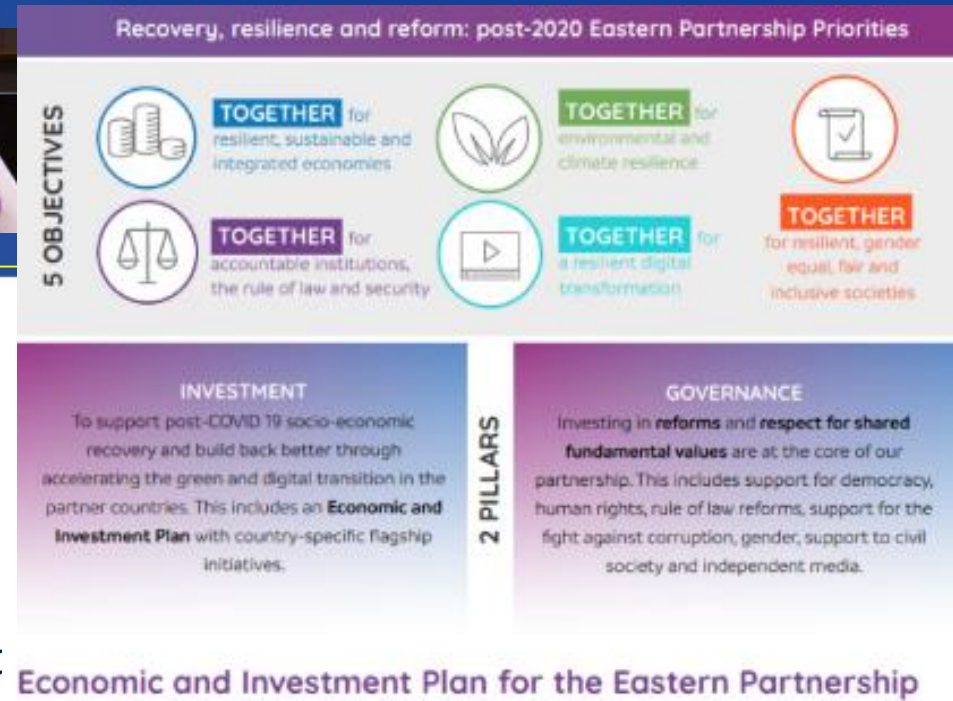 Recovery, resilience and reform: post-2020 Eastern Partnership Priorities
5 OBJECTIVES
TOGETHER for
resilient, sustainable and
integrated economies
TOGETHER for
environmental and
climate resilience
TOGETHER
for resilient, gender
equal, fair and
inclusive societies
TOGETHER for
accountable institutions,
the rule of law and security
TOGETHER for
a resilient digital
transformation
INVESTMENT
To support post-COVID 19 socio-economic
recovery and build back better through
accelerating the green and digital transition in the
partner countries. This includes an Economic and
Investment Plan with country-specific flagship
initiatives.
2 PILLARS
GOVERNANCE
Investing in reforms and respect for shared
fundamental values are at the core of our
partnership. This includes support for democracy,
human rights, rule of law reforms, support for the
fight against corruption, gender, support to civil
society and independent media.
Economic and Investment Plan for the Eastern Partnership